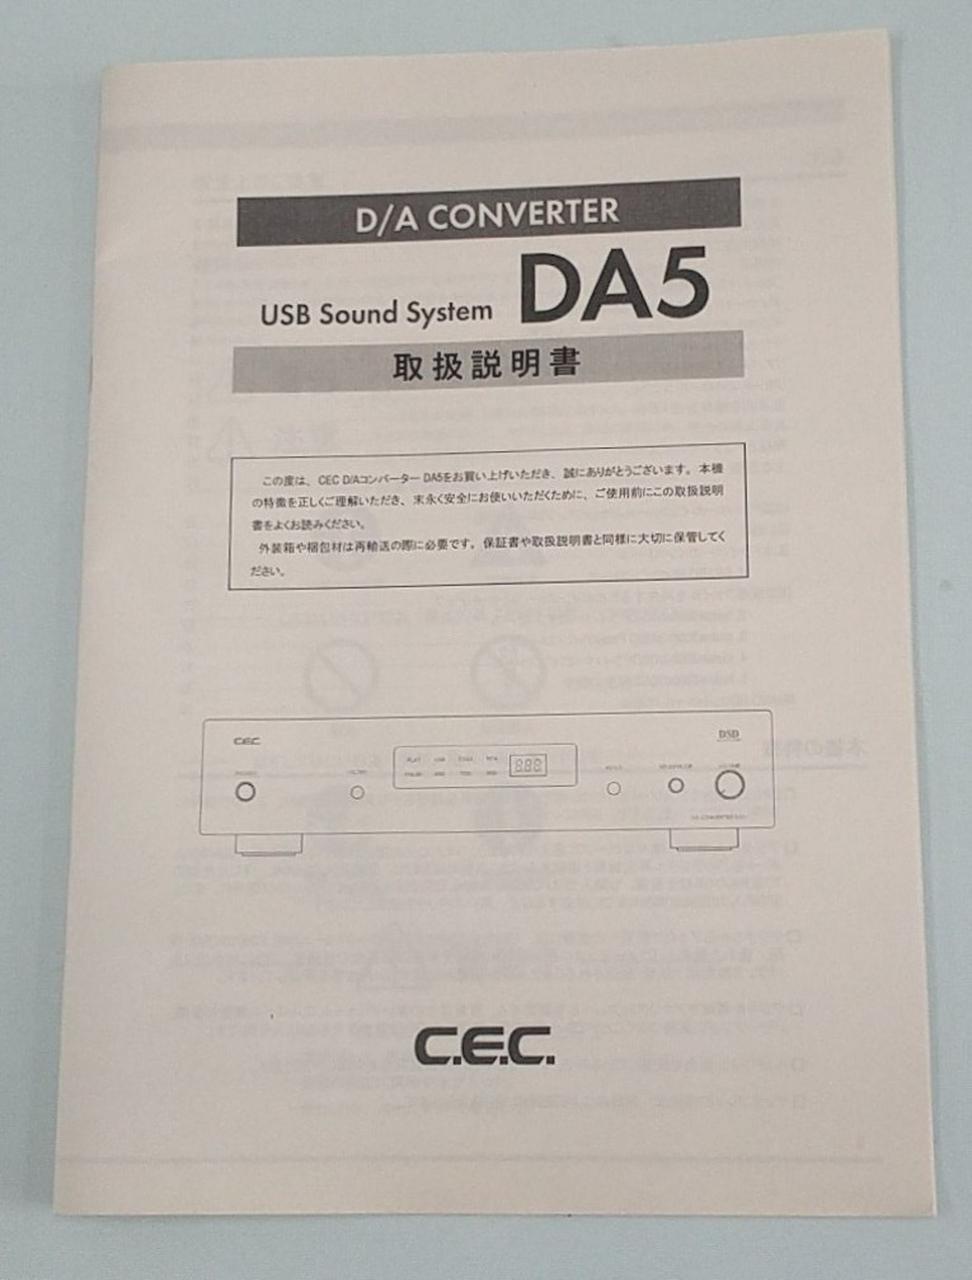 D/A CONVERTER
USB Sound System DA5
取扱説明書
この度は、CEC D/Aコンバーター DA5をお買い上げいただき、誠にありがとうございます。本機
の特徴を正しくご理解いただき、末永く安全にお使いいただくために、ご使用前にこの取扱説明
書をよくお読みください。
外装箱や梱包材は再輸送の際に必要です。保証書や取扱説明書と同様に大切に保管してく
ださい。
C.E.C.
DSD
8.8.8.
C.E.C.